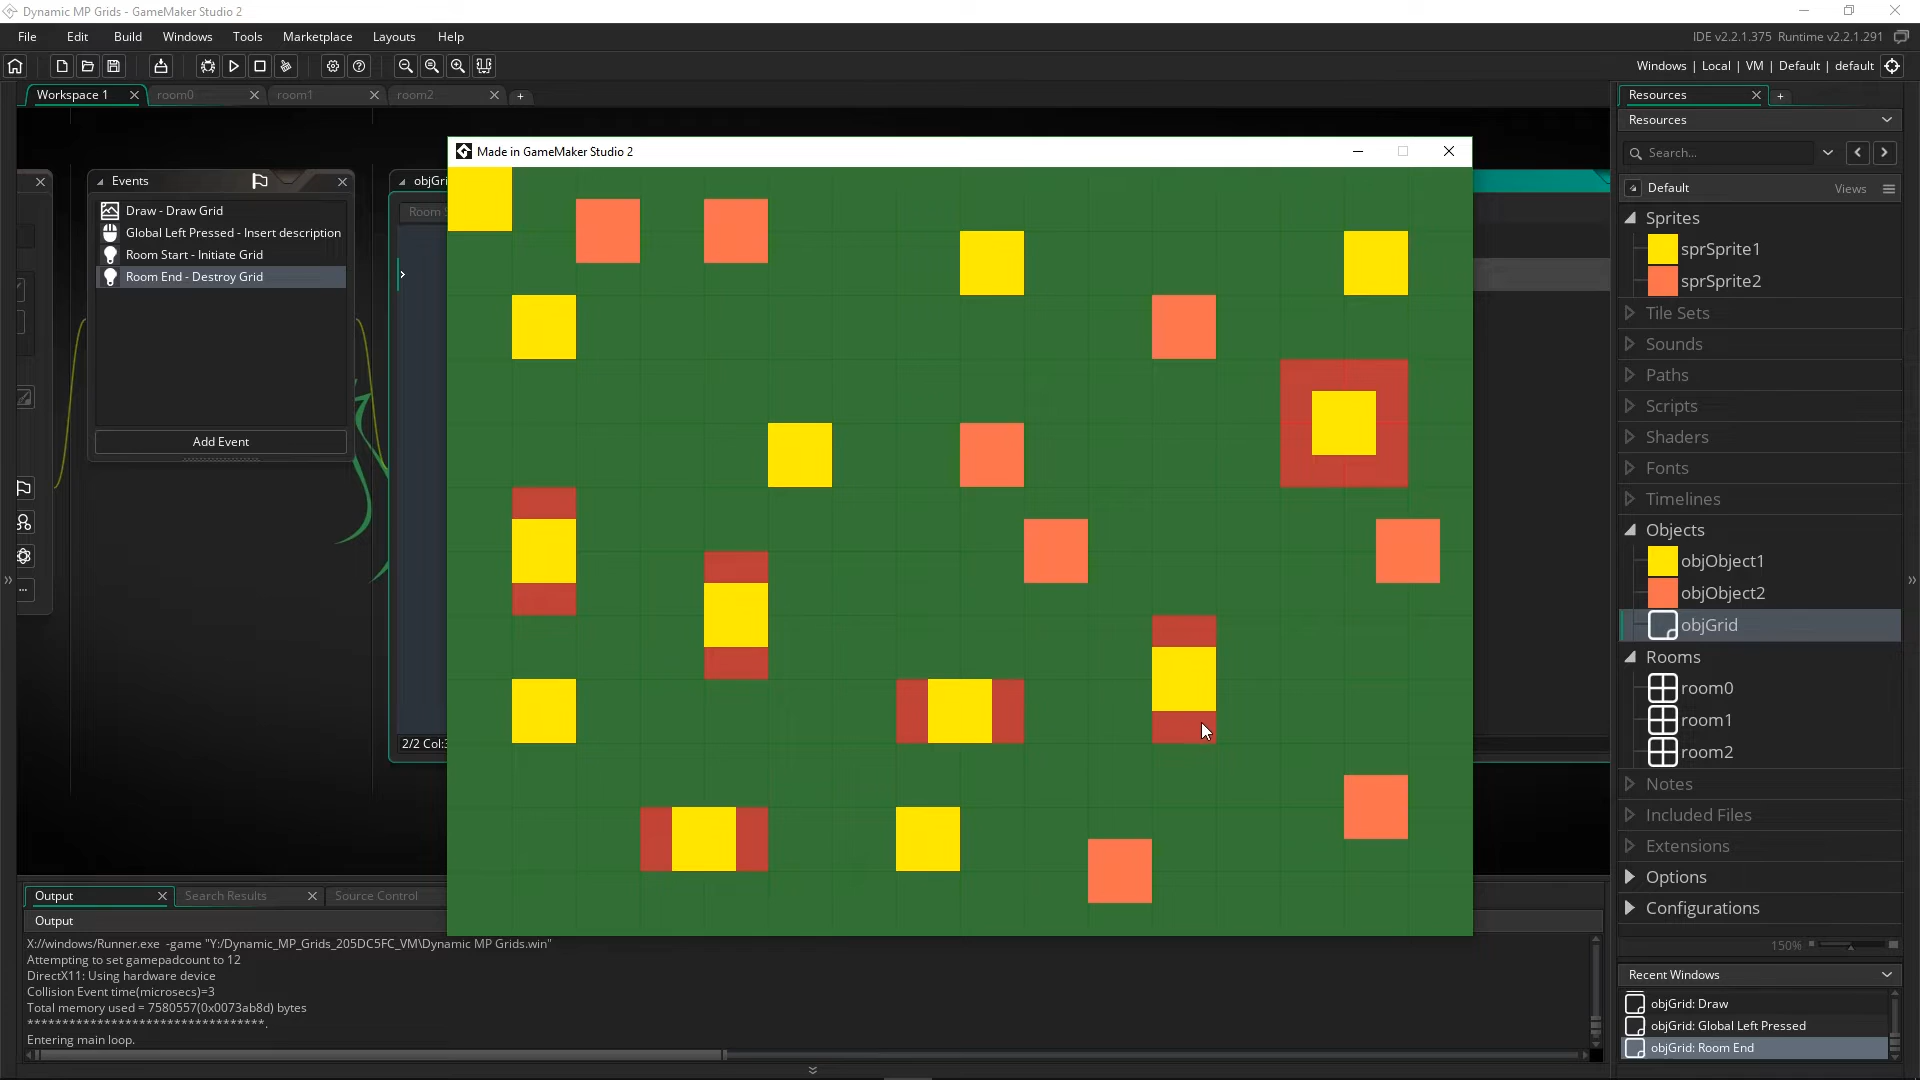 Dynamic MP Grids - GameMaker Studio 2
File Edit Build Windows Tools Marketplace Layouts Help
IDE v2.2.1.375 Runtime v2.2.1.291
Windows | Local | VM | Default | default
Workspace 1 room0 room1 room2
Resources
Resources
Made in GameMaker Studio 2
Search...
Events
objGri
Default Views
Room S
Draw - Draw Grid
Global Left Pressed - Insert description
Room Start - Initiate Grid
Room End - Destroy Grid
Add Event
2/2 Col:
Sprites
sprSprite1
sprSprite2
Tile Sets
Sounds
Paths
Scripts
Shaders
Fonts
Timelines
Objects
objObject1
objObject2
objGrid
Rooms
room0
room1
room2
Notes
Included Files
Extensions
Options
Configurations
150%
Recent Windows
objGrid: Draw
objGrid: Global Left Pressed
objGrid: Room End
Output Search Results Source Control
Output
X://windows/Runner.exe -game "Y:/Dynamic_MP_Grids_205DC5FC_VM\Dynamic MP Grids.win"
Attempting to set gamepadcount to 12
DirectX11: Using hardware device
Collision Event time(microsecs)=3
Total memory used = 7580557(0x0073ab8d) bytes
**********************************.
Entering main loop.